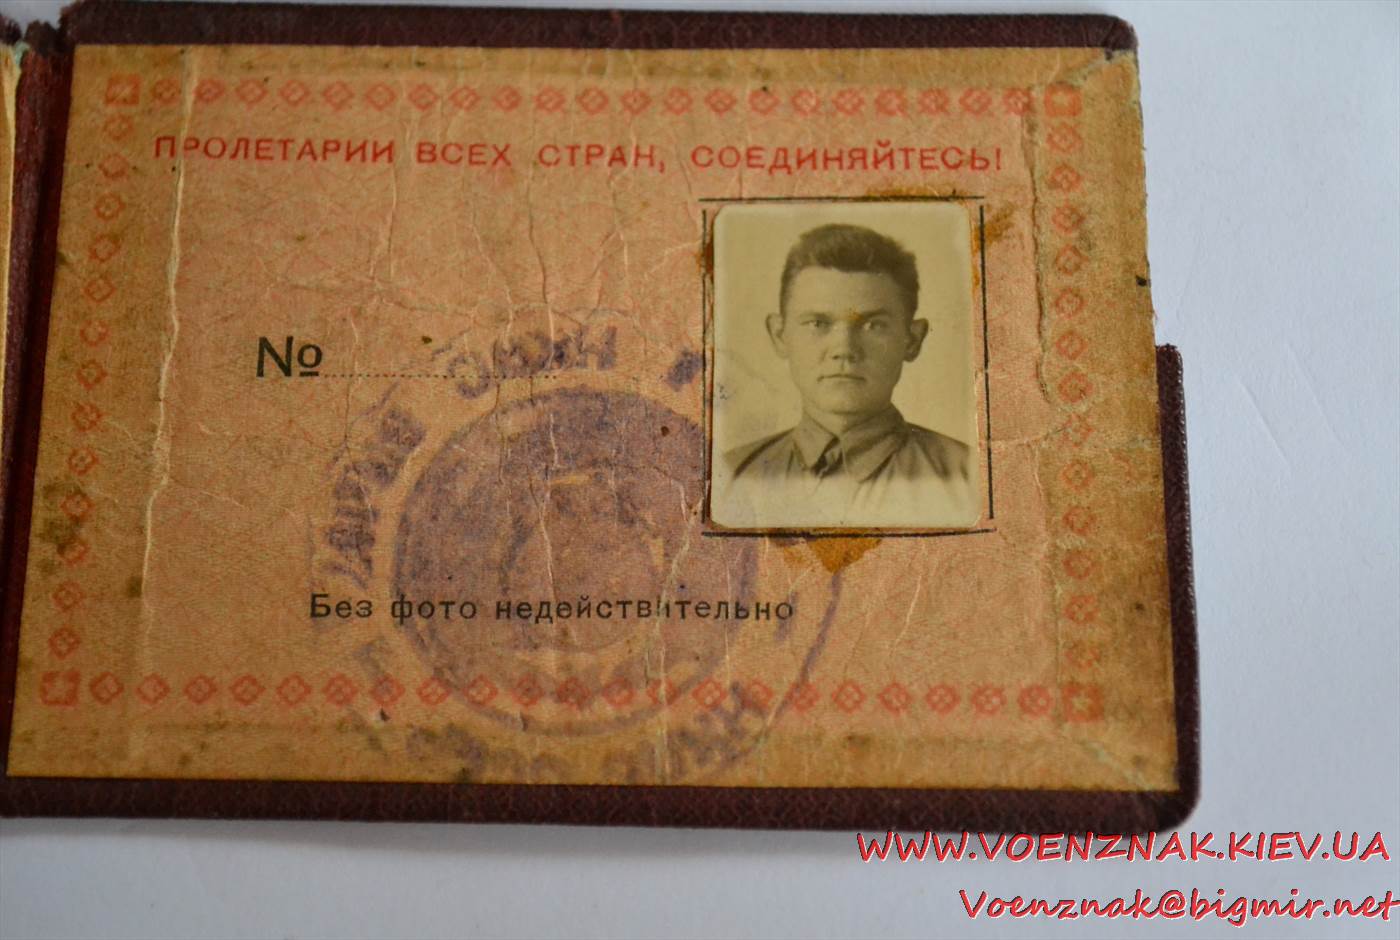 ПРОЛЕТАРИИ ВСЕХ СТРАН, СОЕДИНЯЙТЕСЬ!
№
Без фото недействительно
WWW.VOENZNAK.KIEV.UA
Voenznak@bigmir.net